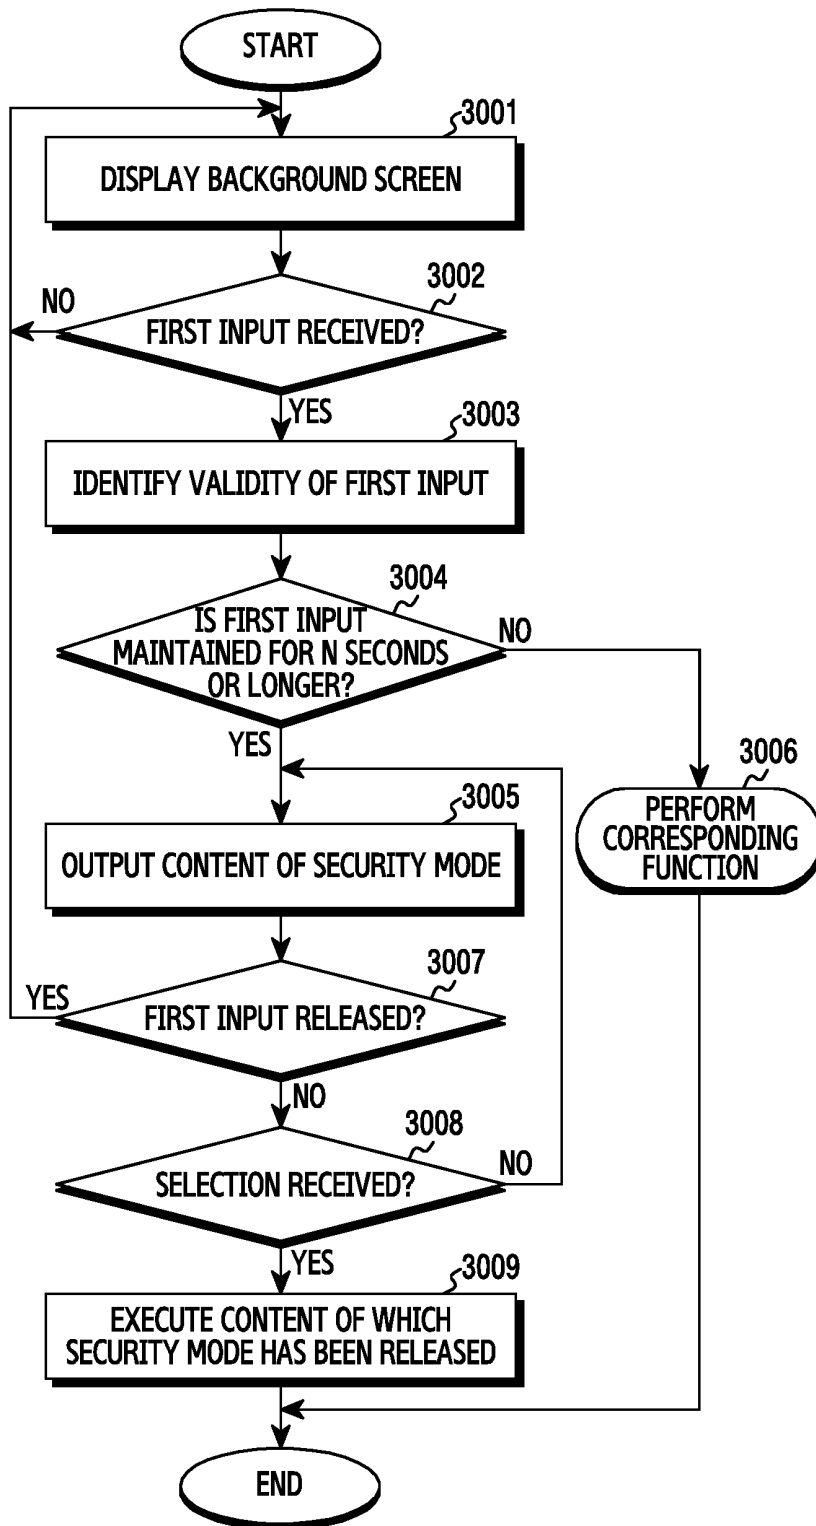 START
3001
DISPLAY BACKGROUND SCREEN
3002
NO
FIRST INPUT RECEIVED?
YES
3003
IDENTIFY VALIDITY OF FIRST INPUT
3004
IS FIRST INPUT
MAINTAINED FOR N SECONDS
OR LONGER?
NO
YES
3006
PERFORM
CORRESPONDING
FUNCTION
3005
OUTPUT CONTENT OF SECURITY MODE
3007
YES
FIRST INPUT RELEASED?
NO
3008
SELECTION RECEIVED?
NO
YES
3009
EXECUTE CONTENT OF WHICH
SECURITY MODE HAS BEEN RELEASED
END